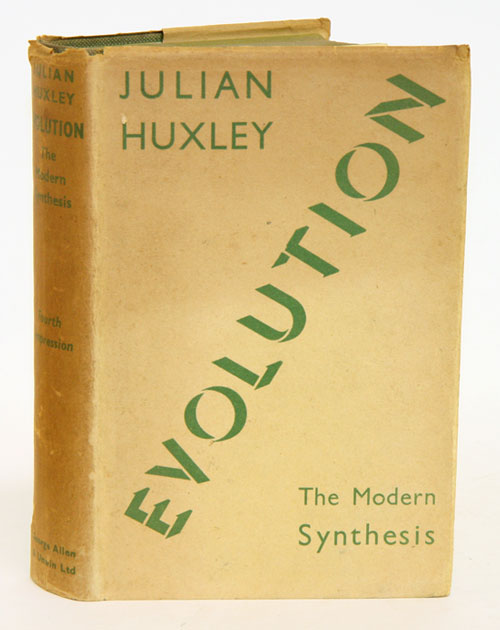 JULIAN
HUXLEY
EVOLUTION
The Modern
Synthesis
JULIAN
HUXLEY
EVOLUTION
The
Modern
Synthesis
Fourth
Impression
George Allen
& Unwin Ltd